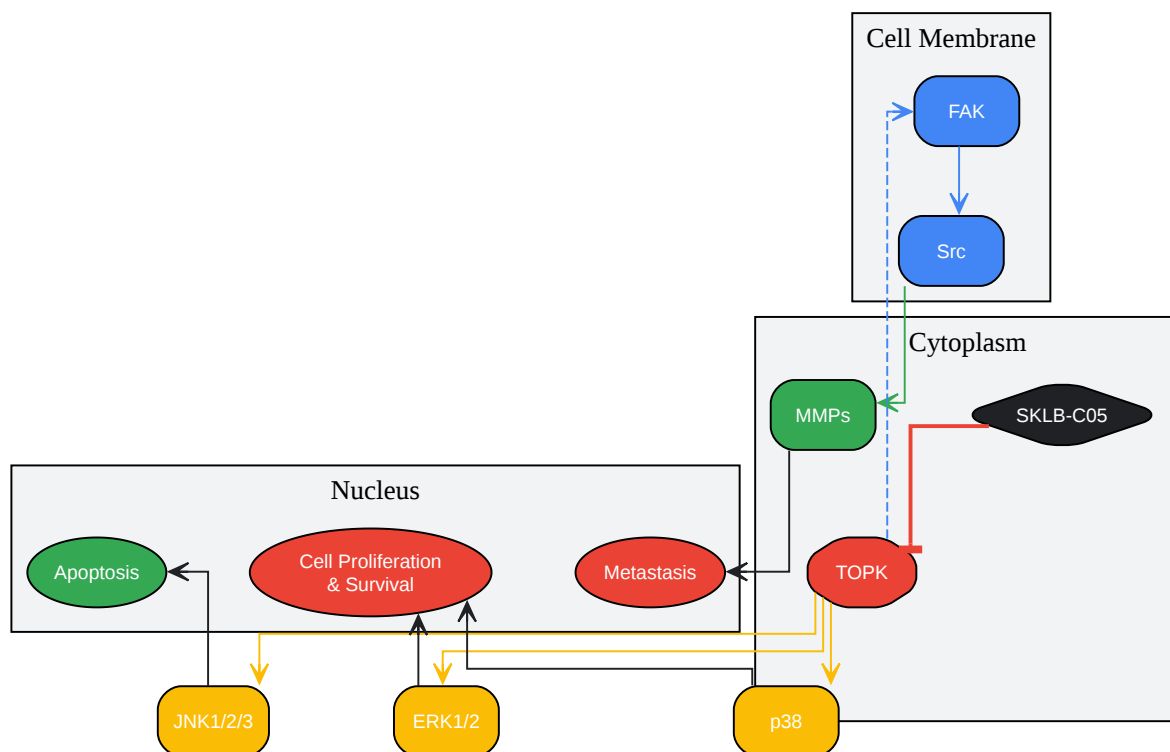 Cell Membrane
FAK
Src
Cytoplasm
MMPs
SKLB-C05
Nucleus
Apoptosis
Cell Proliferation
& Survival
Metastasis
TOPK
JNK1/2/3
ERK1/2
p38